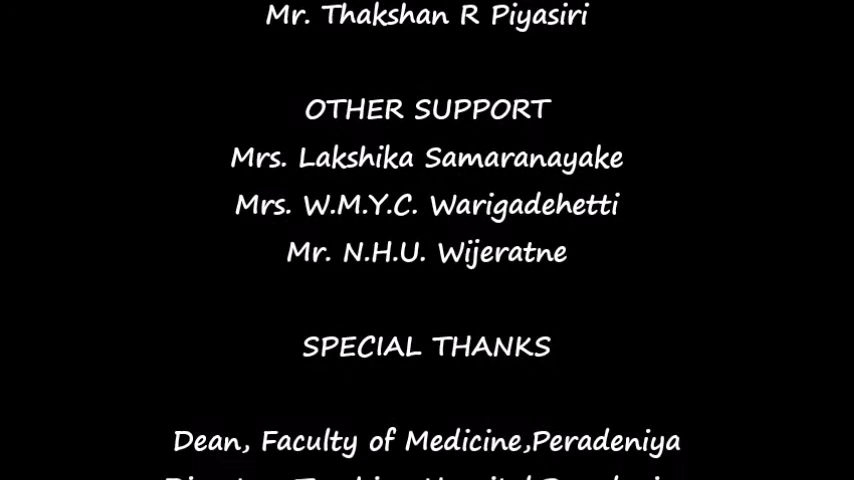 Mr. Thakshan R Piyasiri
OTHER SUPPORT
Mrs. Lakshika Samaranayake
Mrs. W.M.Y.C. Warigadehetti
Mr. N.H.U. Wijeratne
SPECIAL THANKS
Dean, Faculty of Medicine,Peradeniya